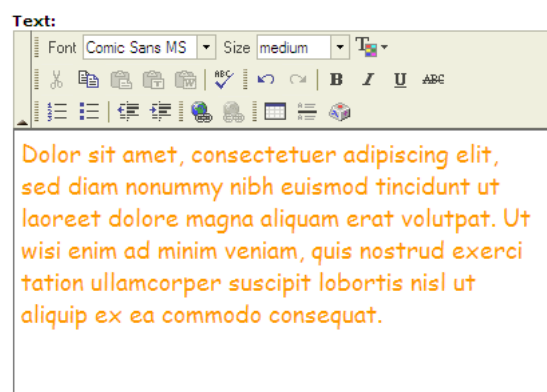 Text:
Font Comic Sans MS Size medium T
ABC B I U ABC
Dolor sit amet, consectetuer adipiscing elit,
sed diam nonummy nibh euismod tincidunt ut
laoreet dolore magna aliquam erat volutpat. Ut
wisi enim ad minim veniam, quis nostrud exerci
tation ullamcorper suscipit lobortis nisl ut
aliquip ex ea commodo consequat.